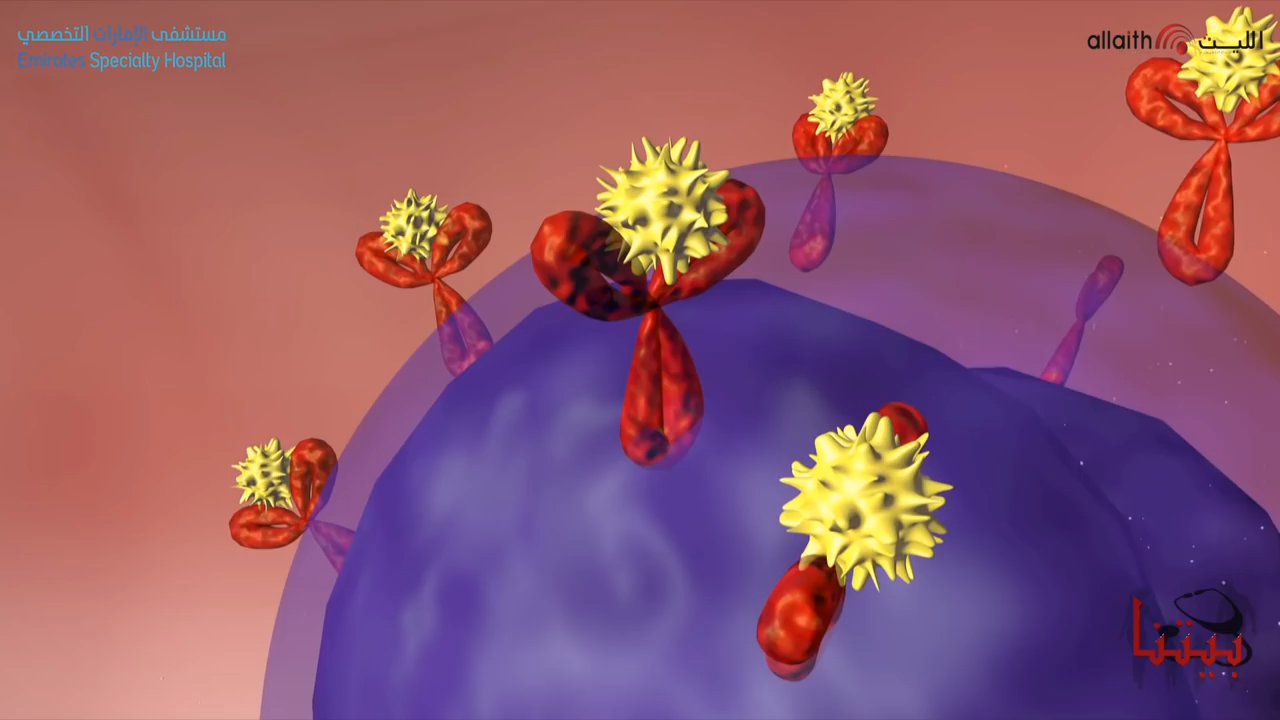 مستشفى الإمارات التخصصي
Emirates Specialty Hospital
allaith الليث
بيتنا